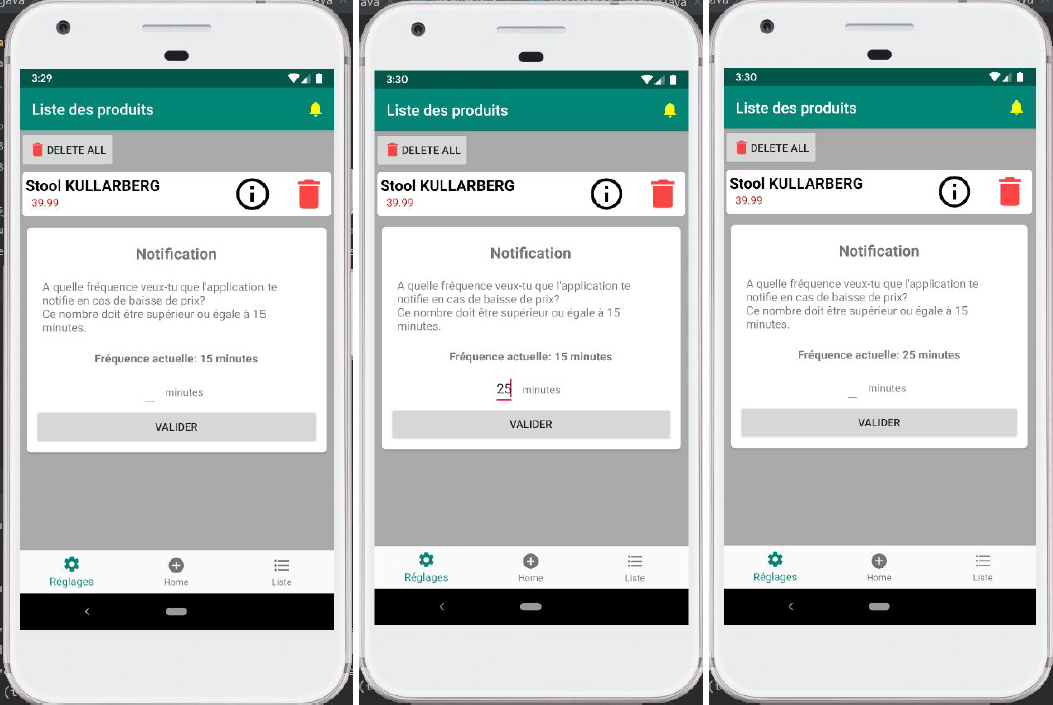 3:29
Liste des produits
DELETE ALL
Stool KULLARBERG
39.99
Notification
A quelle fréquence veux-tu que l'application te
notifie en cas de baisse de prix?
Ce nombre doit être supérieur ou égale à 15
minutes.
Fréquence actuelle: 15 minutes
minutes
VALIDER
Réglages
Home
Liste
3:30
Liste des produits
DELETE ALL
Stool KULLARBERG
39.99
Notification
A quelle fréquence veux-tu que l'application te
notifie en cas de baisse de prix?
Ce nombre doit être supérieur ou égale à 15
minutes.
Fréquence actuelle: 15 minutes
25 minutes
VALIDER
Réglages
Home
Liste
3:30
Liste des produits
DELETE ALL
Stool KULLARBERG
39.99
Notification
A quelle fréquence veux-tu que l'application te
notifie en cas de baisse de prix?
Ce nombre doit être supérieur ou égale à 15
minutes.
Fréquence actuelle: 25 minutes
minutes
VALIDER
Réglages
Home
Liste